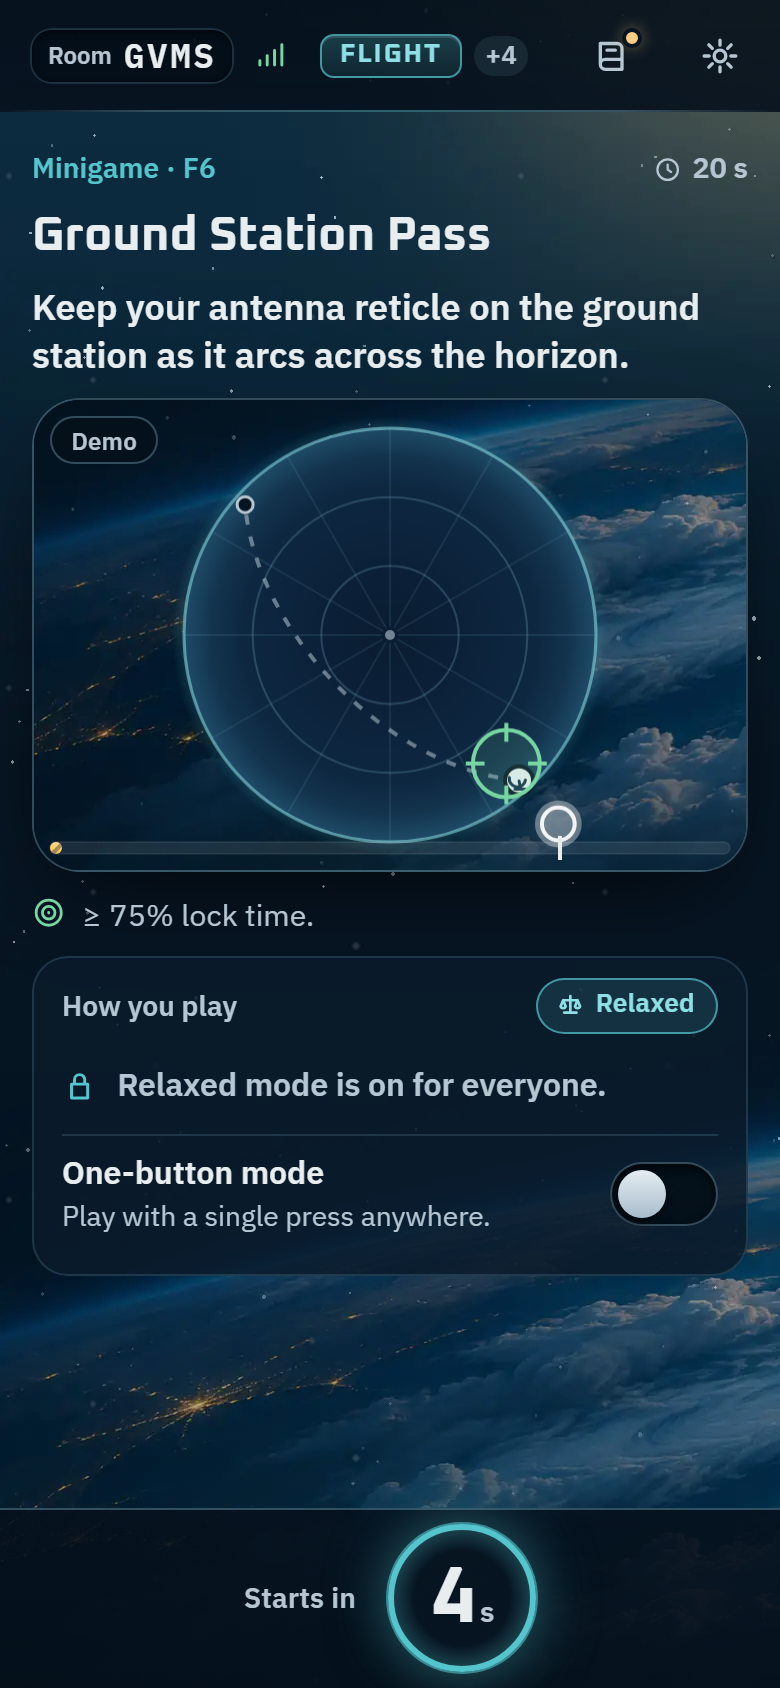 Room GVMS FLIGHT +4
Minigame · F6 20 s
Ground Station Pass
Keep your antenna reticle on the ground
station as it arcs across the horizon.
Demo
≥ 75% lock time.
How you play Relaxed
Relaxed mode is on for everyone.
One-button mode
Play with a single press anywhere.
Starts in 4 s